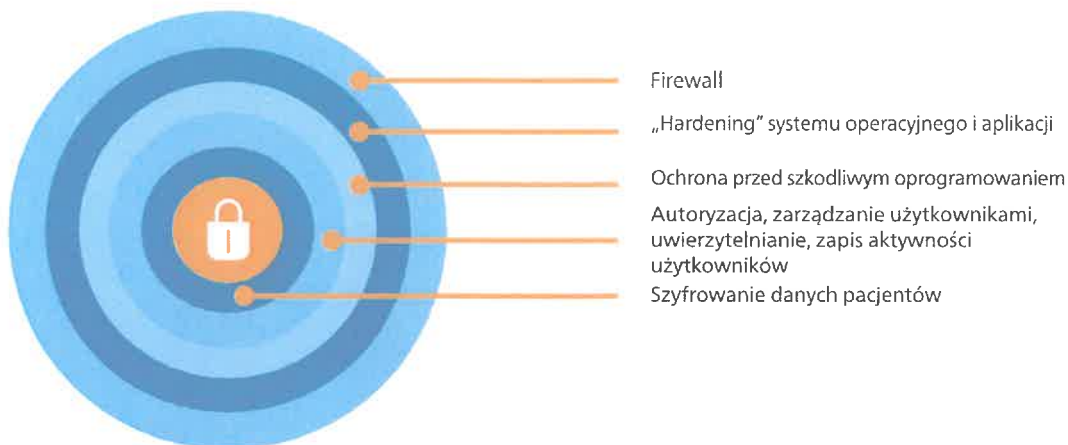 Firewall
„Hardening” systemu operacyjnego i aplikacji
Ochrona przed szkodliwym oprogramowaniem
Autoryzacja, zarządzanie użytkownikami,
uwierzytelnianie, zapis aktywności
użytkowników
Szyfrowanie danych pacjentów